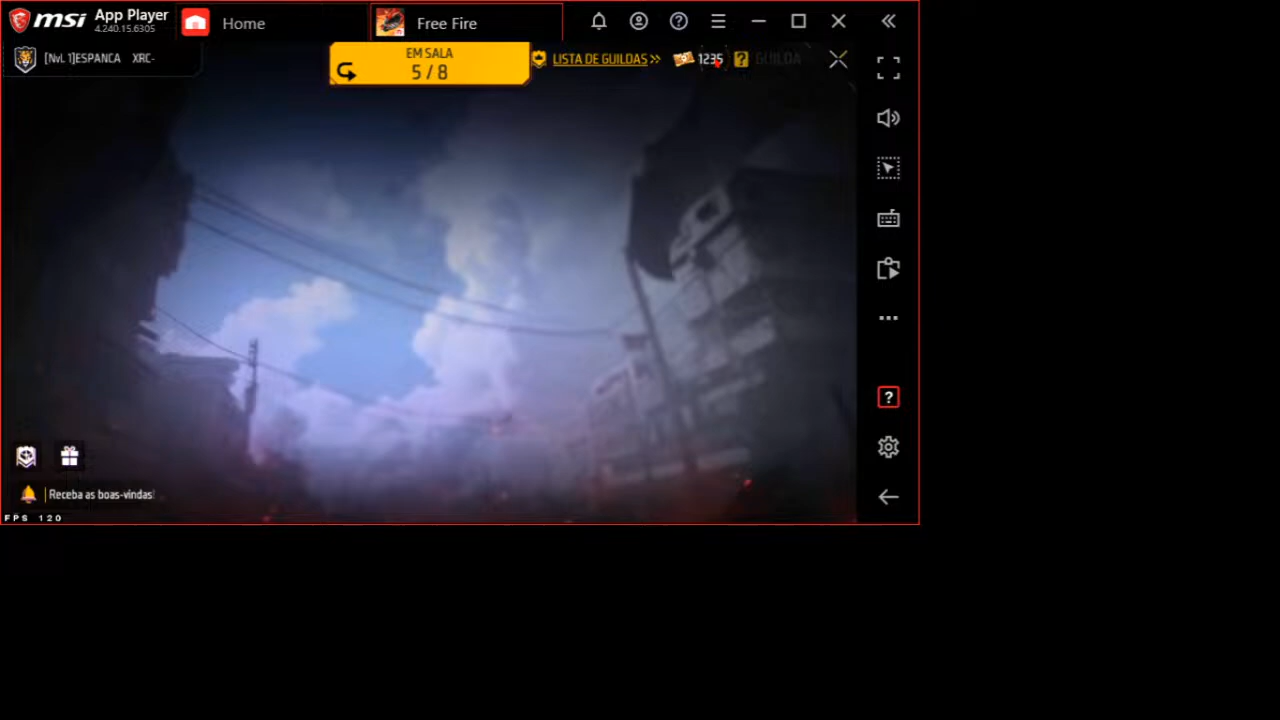 msi App Player
4.240.15.6305
Home
Free Fire
[Nvl. 1]ESPANCA XRC-
EM SALA
5 / 8
LISTA DE GUILDAS >>
1235
? GUILDA
?
Receba as boas-vindas!
FPS 120